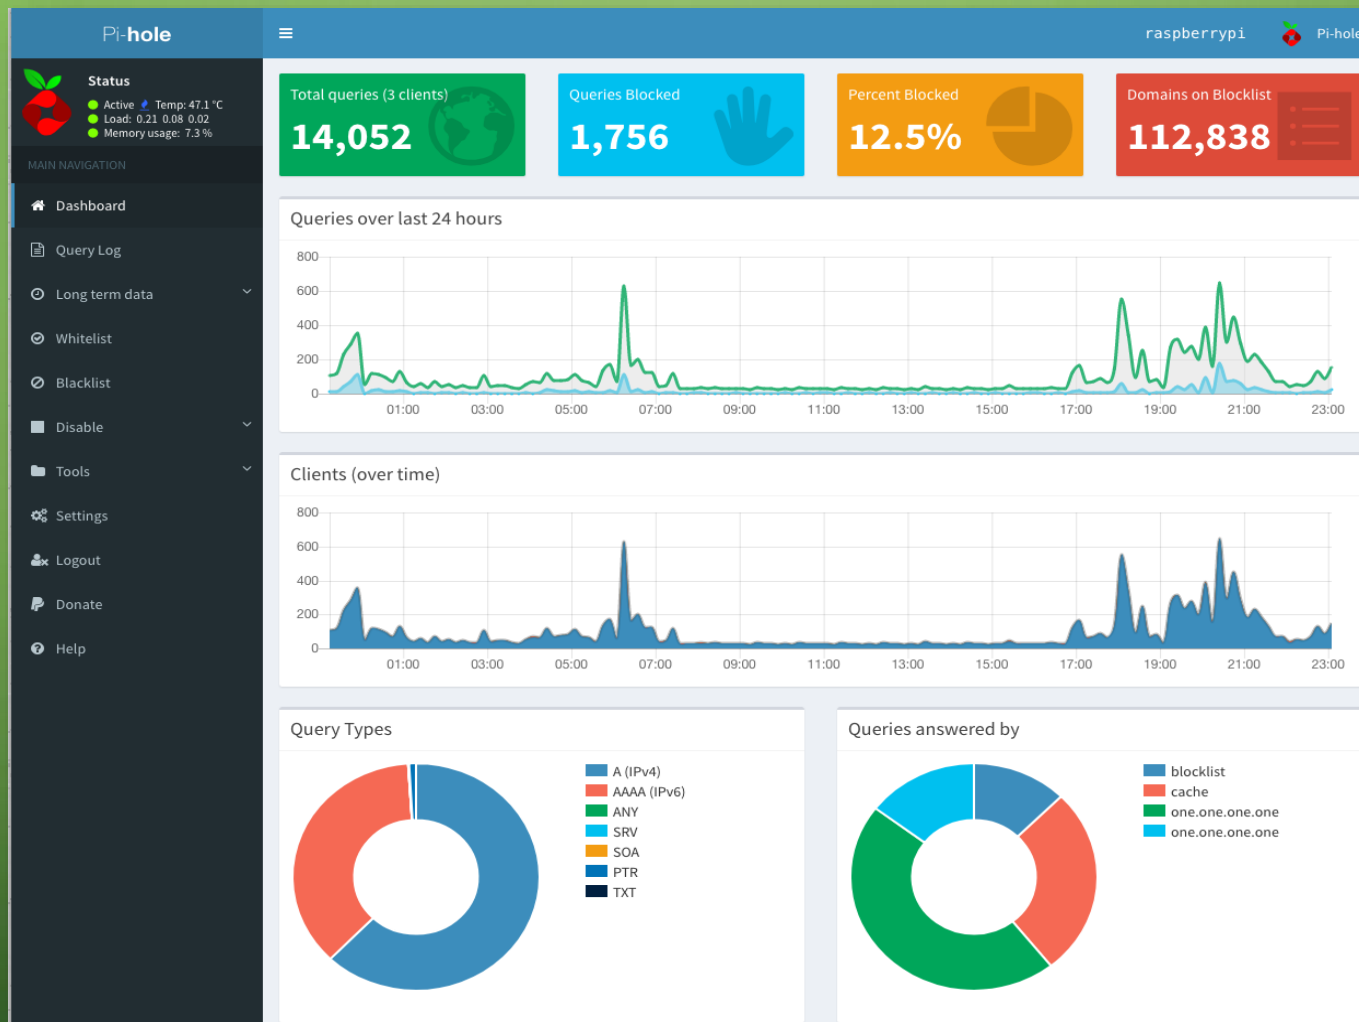 Pi-hole
raspberrypi
Pi-hole
Status
Active Temp: 47.1 °C
Load: 0.21 0.08 0.02
Memory usage: 7.3 %
MAIN NAVIGATION
Dashboard
Query Log
Long term data
Whitelist
Blacklist
Disable
Tools
Settings
Logout
Donate
Help
Total queries (3 clients)
14,052
Queries Blocked
1,756
Percent Blocked
12.5%
Domains on Blocklist
112,838
Queries over last 24 hours
800
600
400
200
0
01:00 03:00 05:00 07:00 09:00 11:00 13:00 15:00 17:00 19:00 21:00 23:00
Clients (over time)
800
600
400
200
0
01:00 03:00 05:00 07:00 09:00 11:00 13:00 15:00 17:00 19:00 21:00 23:00
Query Types
A (IPv4)
AAAA (IPv6)
ANY
SRV
SOA
PTR
TXT
Queries answered by
blocklist
cache
one.one.one.one
one.one.one.one